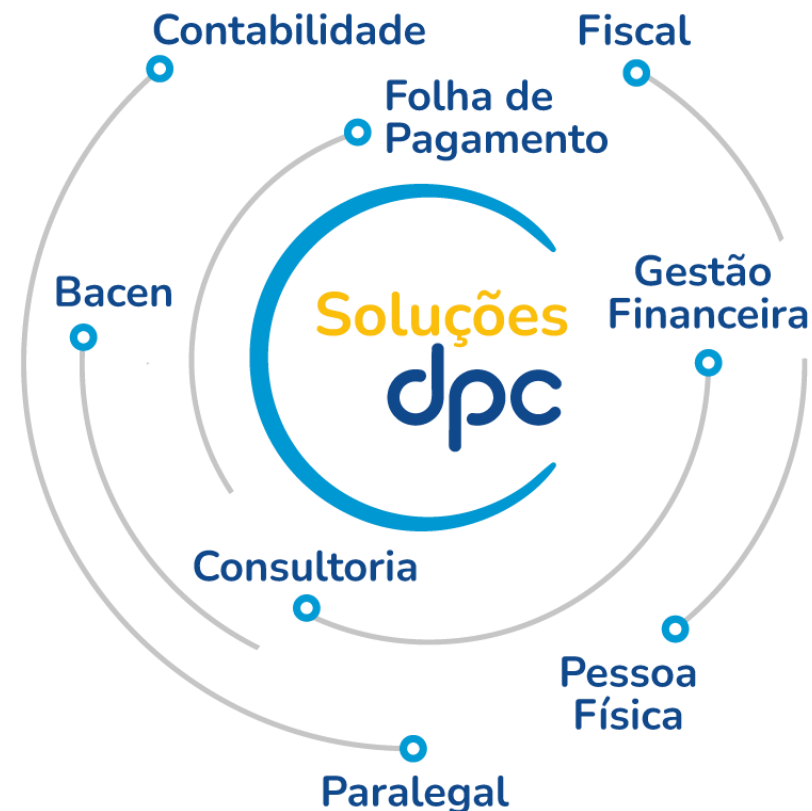 Contabilidade
Fiscal
Folha de
Pagamento
Bacen
Gestão
Financeira
Soluções
dpc
Consultoria
Pessoa
Física
Paralegal